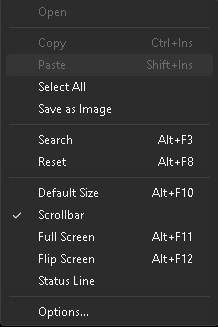 Open
Copy Ctrl+Ins
Paste Shift+Ins
Select All
Save as Image
Search Alt+F3
Reset Alt+F8
Default Size Alt+F10
Scrollbar
Full Screen Alt+F11
Flip Screen Alt+F12
Status Line
Options...